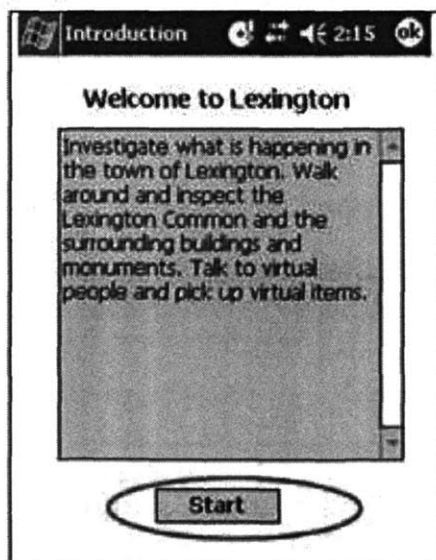 Introduction 2:15 ok
Welcome to Lexington
Investigate what is happening in
the town of Lexington. Walk
around and inspect the
Lexington Common and the
surrounding buildings and
monuments. Talk to virtual
people and pick up virtual items.
Start